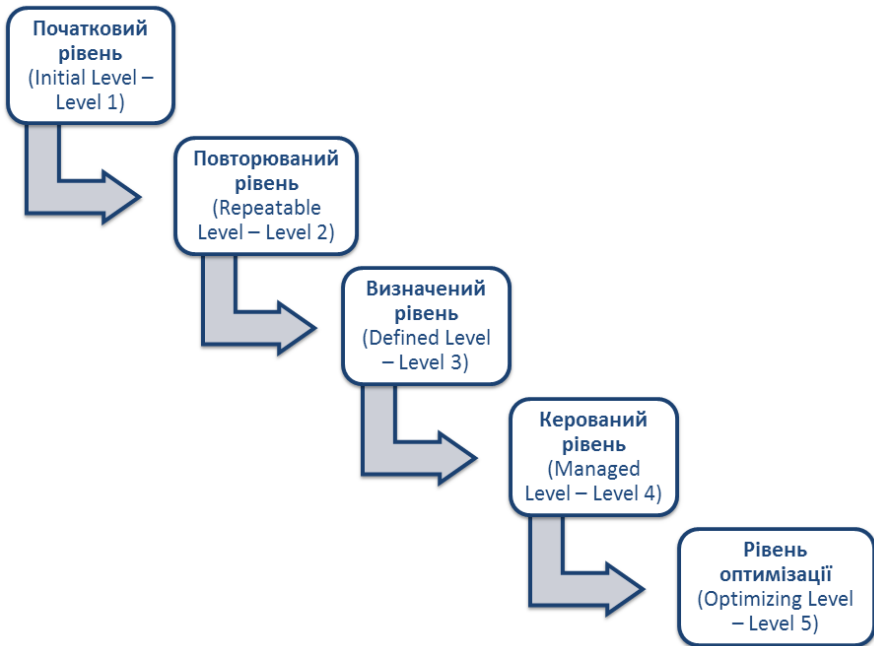 Початковий
рівень
(Initial Level –
Level 1)
Повторюваний
рівень
(Repeatable
Level – Level 2)
Визначений
рівень
(Defined Level
– Level 3)
Керований
рівень
(Managed
Level – Level 4)
Рівень
оптимізації
(Optimizing Level
– Level 5)